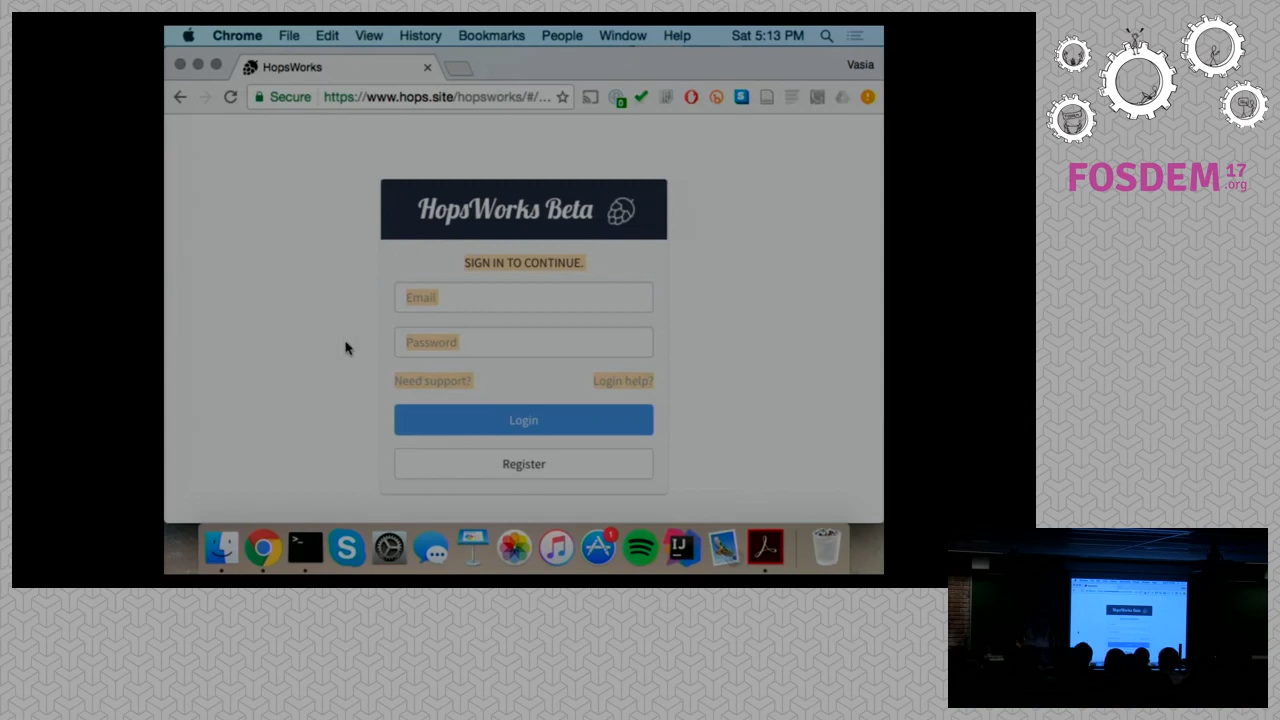 Chrome File Edit View History Bookmarks People Window Help Sat 5:13 PM
HopsWorks
Vasia
Secure https://www.hops.site/hopsworks/#/...
HopsWorks Beta
SIGN IN TO CONTINUE.
Email
Password
Need support? Login help?
Login
Register
FOSDEM 17
.org